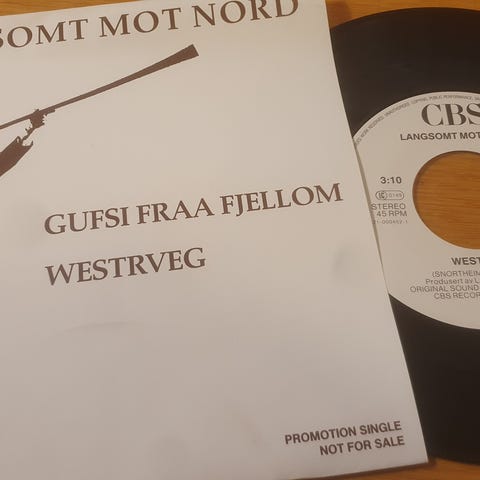 SOMT MOT NORD
GUFSI FRAA FJELLOM
WESTRVEG
PROMOTION SINGLE
NOT FOR SALE
CBS
LANGSOMT MOT
3:10
STEREO
45 RPM
WEST
(SNORTHEIM
Produsert av L
ORIGINAL SOUND
CBS RECOR